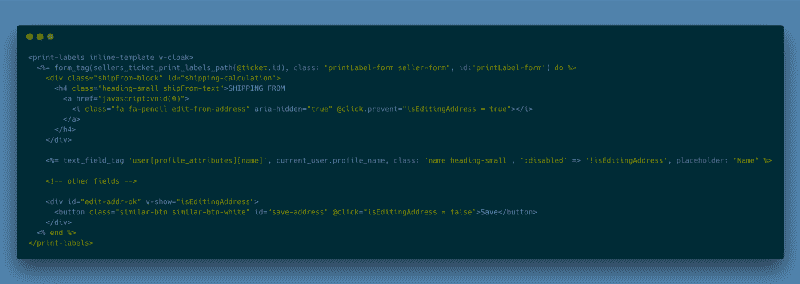 <print-labels inline-template v-cloak>
<%= form_tag(sellers_ticket_print_labels_path(@ticket.id), class: "printLabel-form seller-form", id:"printLabel-form") do %>
<div class="shipFrom-block" id="shipping-calculation">
<h4 class="heading-small shipFrom-text">SHIPPING FROM
<a href="javascript:void(0)">
<i class="fa fa-pencil edit-from-address" aria-hidden="true" @click.prevent="isEditingAddress = true"></i>
</a>
</h4>
</div>
<%= text_field_tag 'user[profile_attributes][name]', current_user.profile_name, class: 'name heading-small', ':disabled' => '!isEditingAddress', placeholder: "Name" %>
<!-- other fields -->
<div id="edit-addr-ok" v-show="isEditingAddress">
<button class="similar-btn similar-btn-white" id="save-address" @click="isEditingAddress = false">Save</button>
</div>
<% end %>
</print-labels>